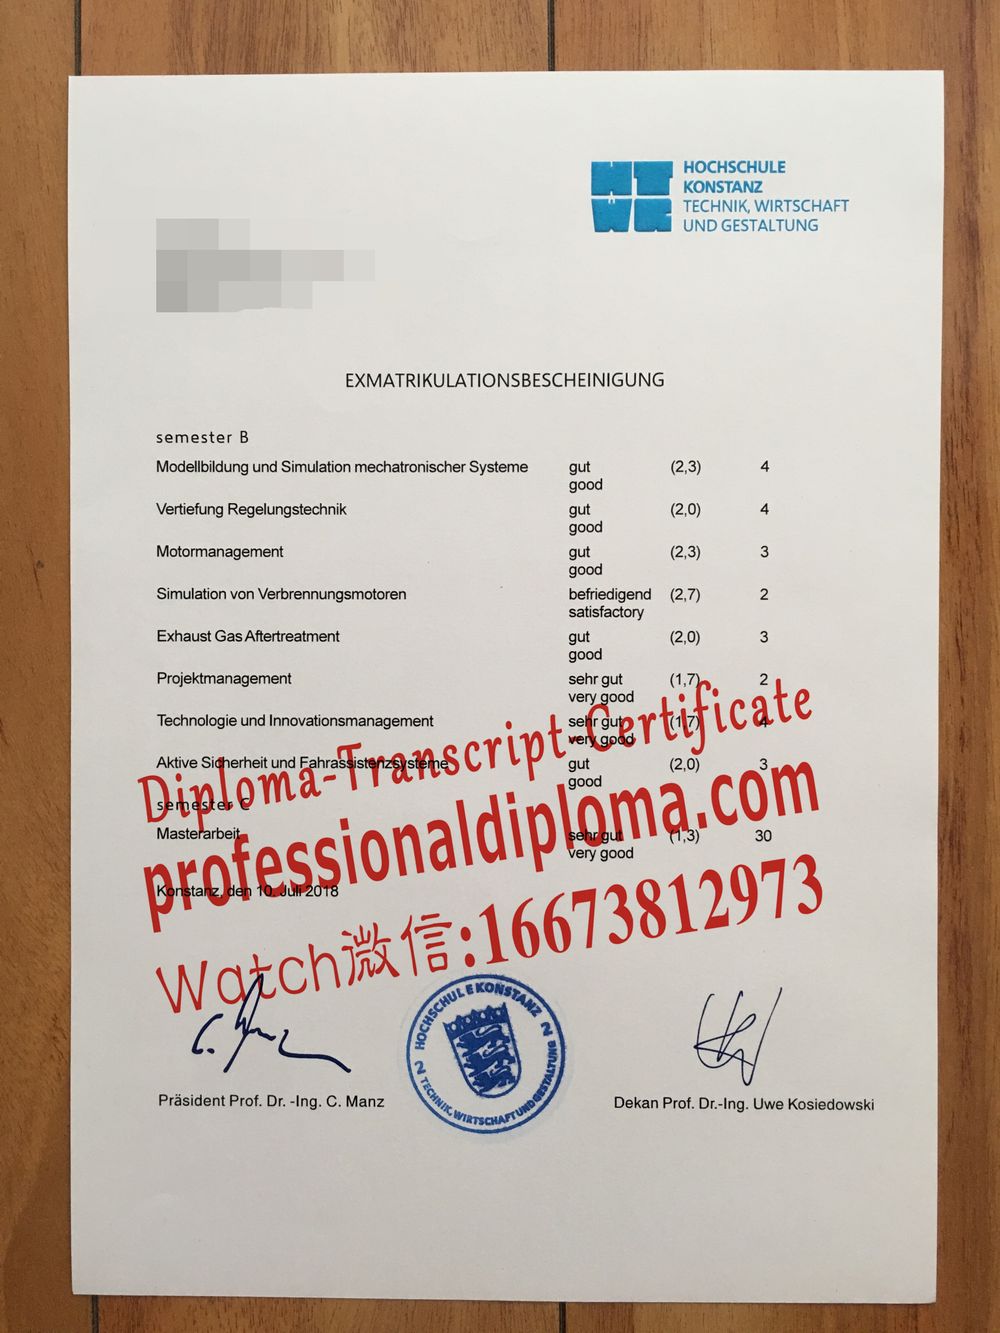 HTWG
HOCHSCHULE
KONSTANZ
TECHNIK, WIRTSCHAFT
UND GESTALTUNG
EXMATRIKULATIONSBESCHEINIGUNG
semester B
Modellbildung und Simulation mechatronischer Systeme gut (2,3) 4
good
Vertiefung Regelungstechnik gut (2,0) 4
good
Motormanagement gut (2,3) 3
good
Simulation von Verbrennungsmotoren befriedigend (2,7) 2
satisfactory
Exhaust Gas Aftertreatment gut (2,0) 3
good
Projektmanagement sehr gut (1,7) 2
very good
Technologie und Innovationsmanagement sehr gut (1,7) 4
very good
Aktive Sicherheit und Fahrassistenzsysteme gut (2,0) 3
good
semester C
Masterarbeit sehr gut (1,3) 30
very good
Konstanz, den 10. Juli 2018
Diploma-Transcript-Certificate
professionaldiploma.com
Watch微信:16673812973
HOCHSCHULE KONSTANZ
2 TECHNIK, WIRTSCHAFT UND GESTALTUNG 2
Präsident Prof. Dr. -Ing. C. Manz
Dekan Prof. Dr.-Ing. Uwe Kosiedowski